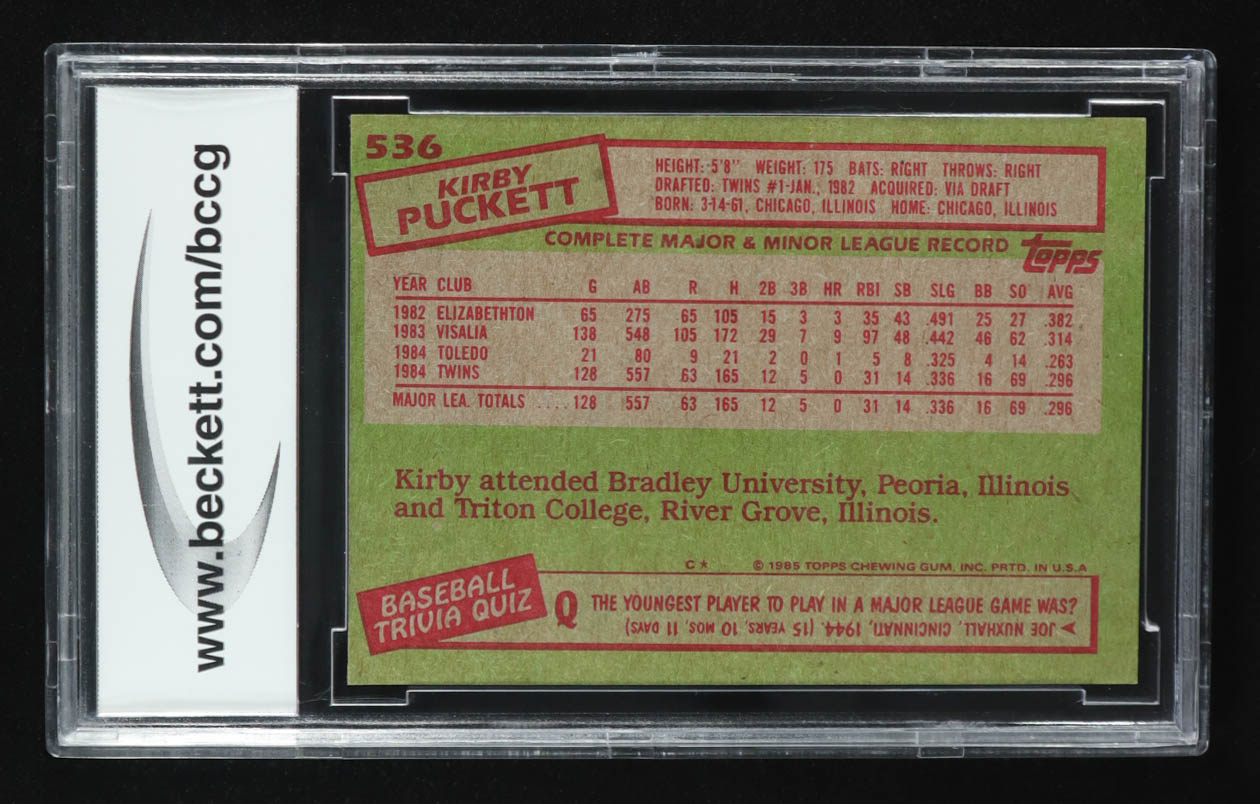 www.beckett.com/bccg
536
KIRBY
PUCKETT
HEIGHT: 5'8" WEIGHT: 175 BATS: RIGHT THROWS: RIGHT
DRAFTED: TWINS #1-JAN., 1982 ACQUIRED: VIA DRAFT
BORN: 3-14-61, CHICAGO, ILLINOIS HOME: CHICAGO, ILLINOIS
COMPLETE MAJOR & MINOR LEAGUE RECORD topps
YEAR CLUB G AB R H 2B 3B HR RBI SB SLG BB SO AVG
1982 ELIZABETHTON 65 275 65 105 15 3 3 35 43 .491 25 27 .382
1983 VISALIA 138 548 105 172 29 7 9 97 48 .442 46 62 .314
1984 TOLEDO 21 80 9 21 2 0 1 5 8 .325 4 14 .263
1984 TWINS 128 557 63 165 12 5 0 31 14 .336 16 69 .296
MAJOR LEA. TOTALS .... 128 557 63 165 12 5 0 31 14 .336 16 69 .296
Kirby attended Bradley University, Peoria, Illinois
and Triton College, River Grove, Illinois.
C★ © 1985 TOPPS CHEWING GUM, INC. PRTD. IN U.S.A
BASEBALL
TRIVIA QUIZ
Q THE YOUNGEST PLAYER TO PLAY IN A MAJOR LEAGUE GAME WAS?
JOE NUXHALL, CINCINNATI, 1944. (15 YEARS, 10 MOS, 11 DAYS)